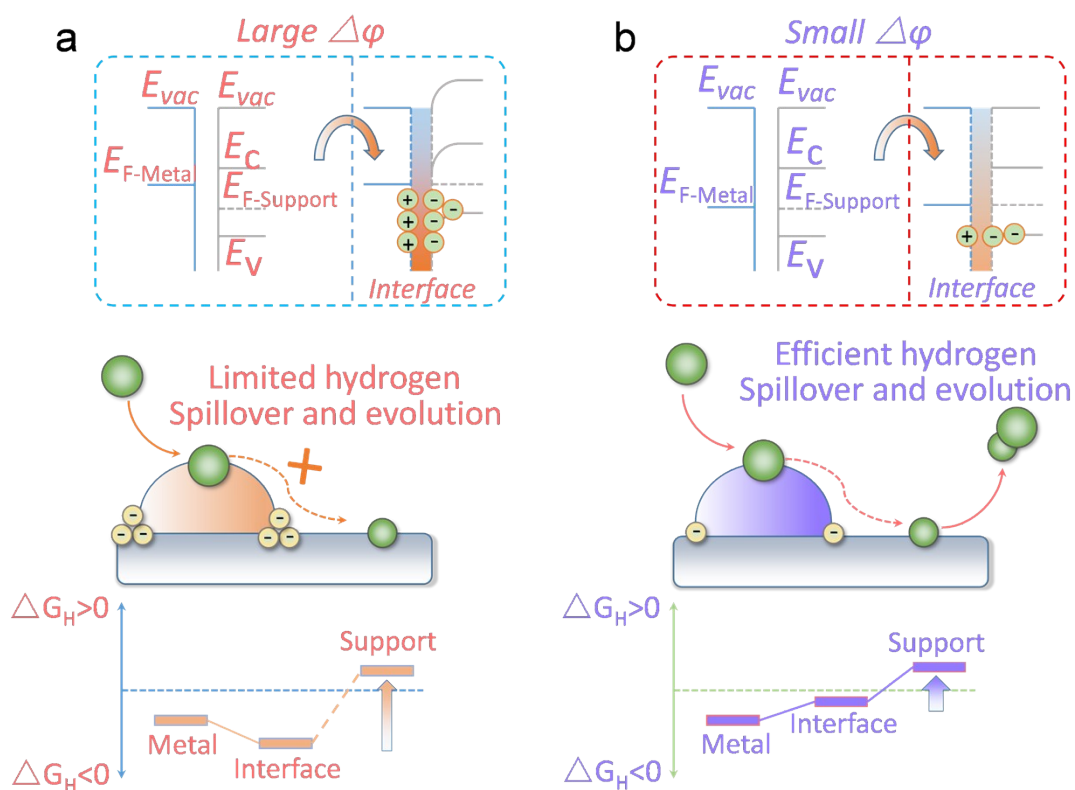 a
Large △φ
E_vac
E_vac
E_F-Metal
E_C
E_F-Support
E_V
+ −
+ − −
+ −
Interface
b
Small △φ
E_vac
E_vac
E_F-Metal
E_C
E_F-Support
E_V
+ − −
Interface
Limited hydrogen
Spillover and evolution
− − −
− − −
Efficient hydrogen
Spillover and evolution
− −
△G_H>0
Support
Metal
Interface
△G_H<0
△G_H>0
Support
Interface
Metal
△G_H<0